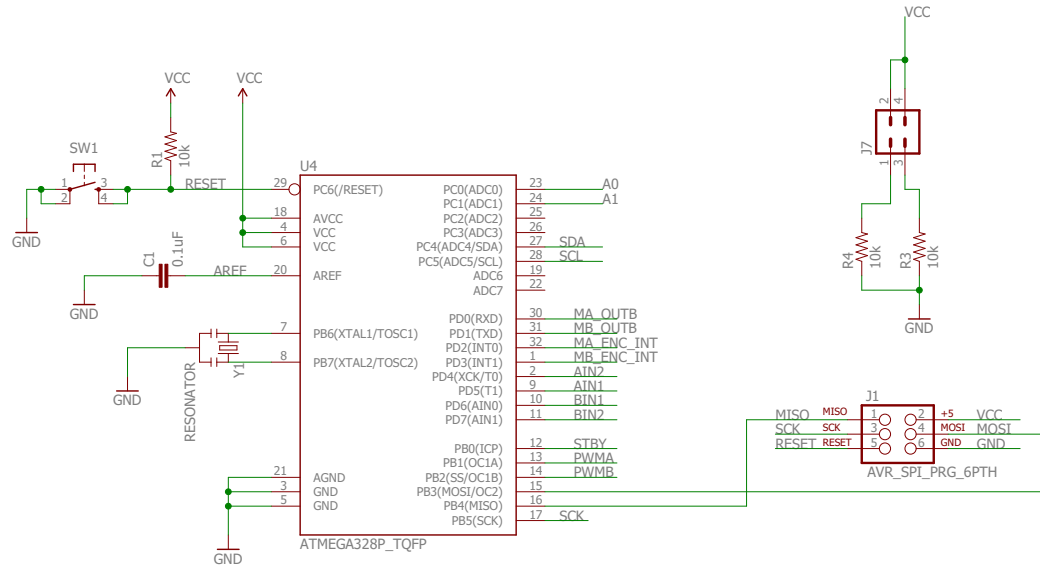 VCC
VCC
VCC
2
4
J7
1
3
R4
10k
R3
10k
GND
SW1
1
2
3
4
R1
10k
RESET
GND
C1
0.1uF
AREF
GND
RESONATOR
Y1
GND
GND
U4
29 PC6(/RESET)
18 AVCC
4 VCC
6 VCC
20 AREF
7 PB6(XTAL1/TOSC1)
8 PB7(XTAL2/TOSC2)
21 AGND
3 GND
5 GND
PC0(ADC0) 23 A0
PC1(ADC1) 24 A1
PC2(ADC2) 25
PC3(ADC3) 26
PC4(ADC4/SDA) 27 SDA
PC5(ADC5/SCL) 28 SCL
ADC6 19
ADC7 22
PD0(RXD) 30 MA_OUTB
PD1(TXD) 31 MB_OUTB
PD2(INT0) 32 MA_ENC_INT
PD3(INT1) 1 MB_ENC_INT
PD4(XCK/T0) 2 AIN2
PD5(T1) 9 AIN1
PD6(AIN0) 10 BIN1
PD7(AIN1) 11 BIN2
PB0(ICP) 12 STBY
PB1(OC1A) 13 PWMA
PB2(SS/OC1B) 14 PWMB
PB3(MOSI/OC2) 15
PB4(MISO) 16
PB5(SCK) 17 SCK
ATMEGA328P_TQFP
J1
MISO MISO 1 2 +5 VCC
SCK SCK 3 4 MOSI MOSI
RESET RESET 5 6 GND GND
AVR_SPI_PRG_6PTH